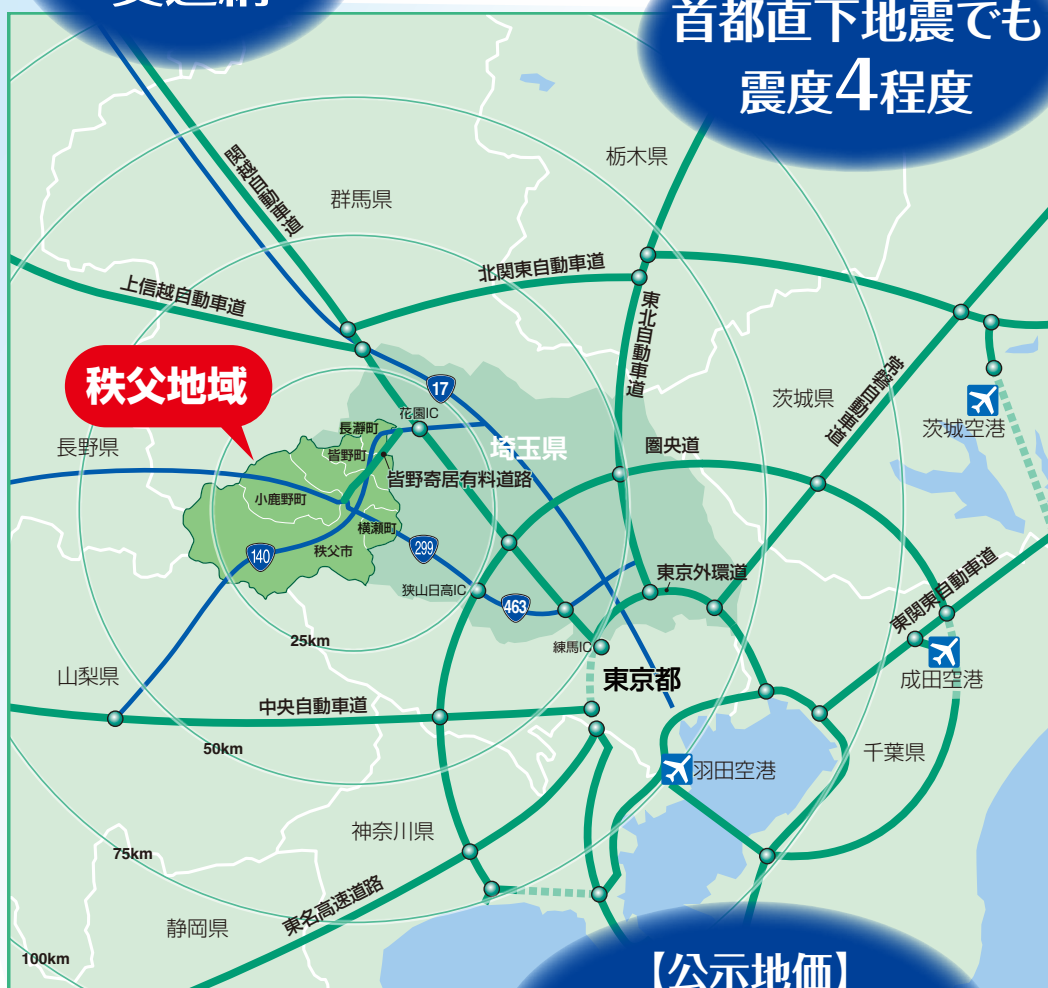 交通網
首都直下地震でも
震度4程度
栃木県
関越自動車道
群馬県
北関東自動車道
上信越自動車道
東北自動車道
秩父地域
17
常磐自動車道
茨城県
茨城空港
花園IC
長瀞町
長野県
皆野町
埼玉県
圏央道
皆野寄居有料道路
小鹿野町
横瀬町
140
秩父市
299
狭山日高IC
463
東京外環道
東関東自動車道
25km
練馬IC
山梨県
東京都
成田空港
中央自動車道
50km
千葉県
羽田空港
神奈川県
75km
東名高速道路
静岡県
100km
【公示地価】